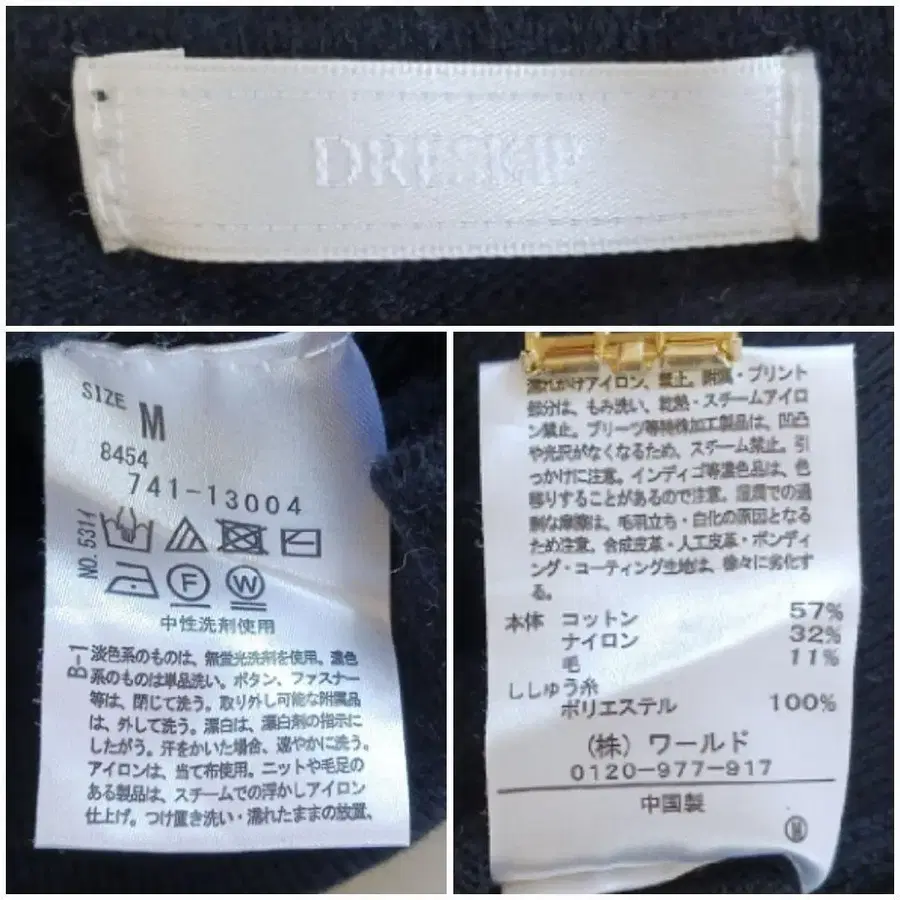 DRESKIP
SIZE M
8454
741-13004
NO.5314
中性洗剤使用
B-1
淡色系のものは、無蛍光洗剤を使用。濃色
系のものは単品洗い。ボタン、ファスナー
等は、閉じて洗う。取り外し可能な附属品
は、外して洗う。漂白は、漂白剤の指示に
したがう。汗をかいた場合、速やかに洗う。
アイロンは、当て布使用。ニットや毛足の
ある製品は、スチームでの浮かしアイロン
仕上げ。つけ置き洗い・濡れたままの放置、
濡れがけアイロン、禁止。附属・プリント
部分は、もみ洗い、乾熱・スチームアイロ
ン禁止。プリーツ等特殊加工製品は、凹凸
や光沢がなくなるため、スチーム禁止。引
っかけに注意。インディゴ等濃色品は、色
移りすることがあるので注意。湿潤での過
剰な摩擦は、毛羽立ち・白化の原因となる
ため注意。合成皮革・人工皮革・ボンディ
ング・コーティング生地は、徐々に劣化す
る。
本体 コットン 57%
ナイロン 32%
毛 11%
ししゅう糸
ポリエステル 100%
(株) ワールド
0120-977-917
中国製